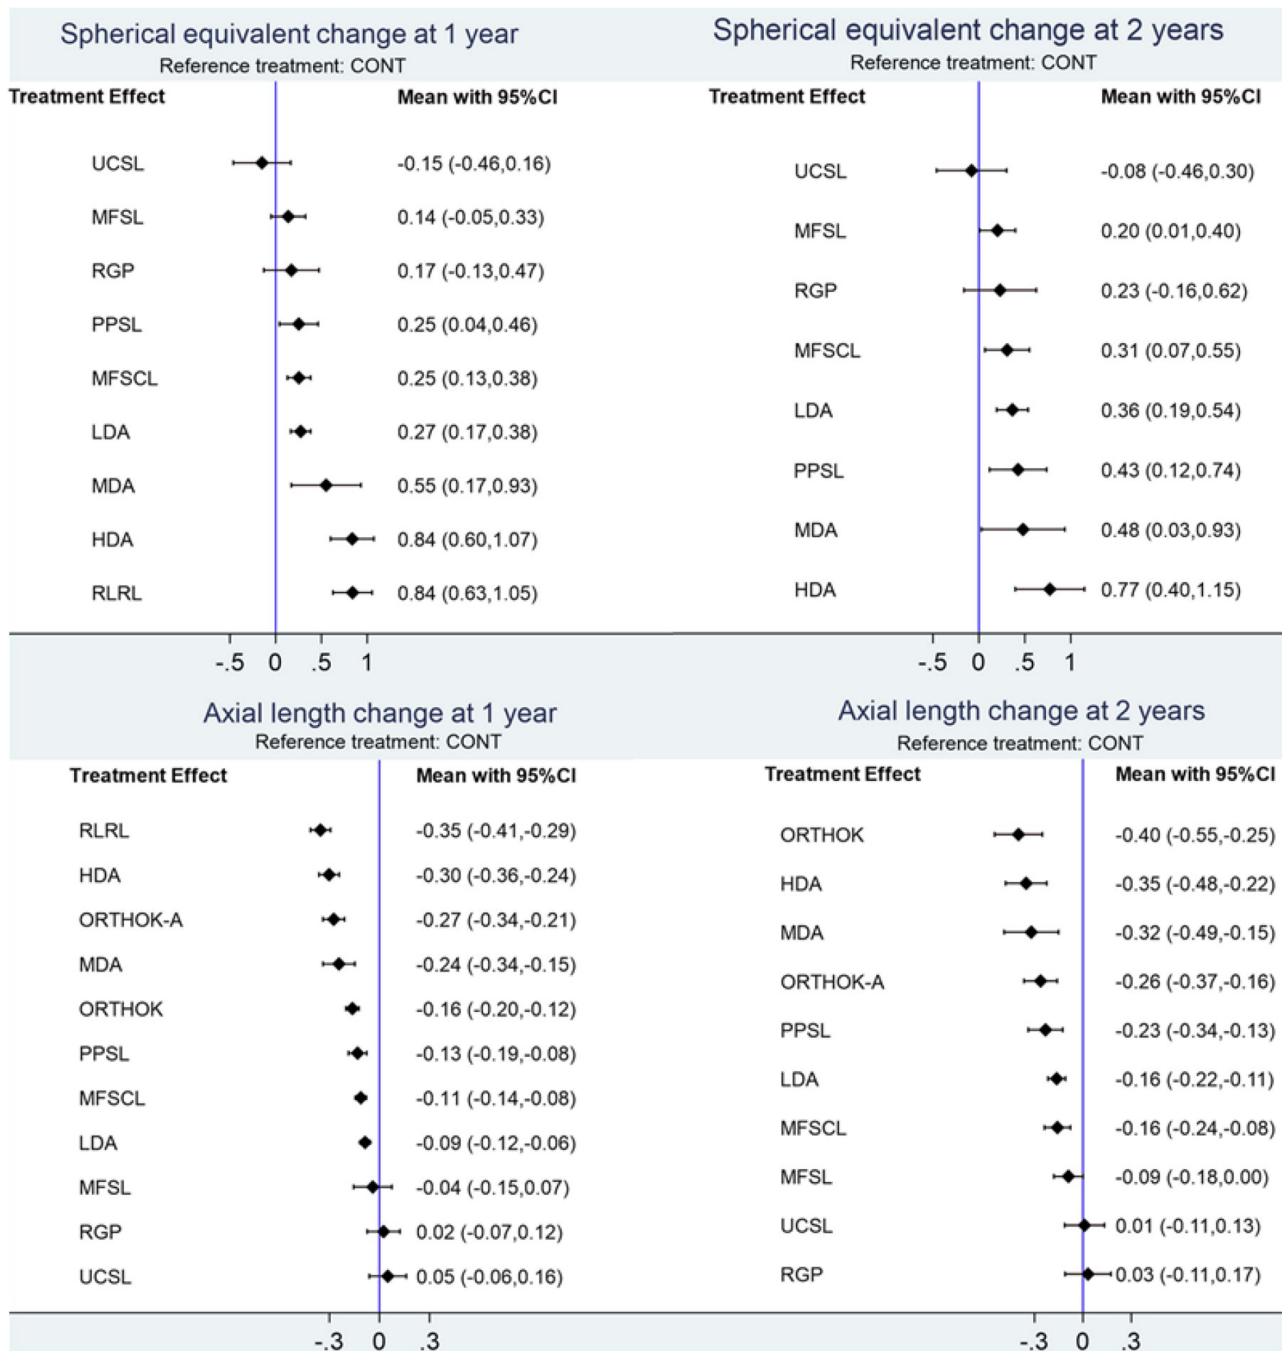 Spherical equivalent change at 1 year
Reference treatment: CONT
Treatment Effect Mean with 95%CI
UCSL -0.15 (-0.46,0.16)
MFSL 0.14 (-0.05,0.33)
RGP 0.17 (-0.13,0.47)
PPSL 0.25 (0.04,0.46)
MFSCL 0.25 (0.13,0.38)
LDA 0.27 (0.17,0.38)
MDA 0.55 (0.17,0.93)
HDA 0.84 (0.60,1.07)
RLRL 0.84 (0.63,1.05)
-.5 0 .5 1
Spherical equivalent change at 2 years
Reference treatment: CONT
Treatment Effect Mean with 95%CI
UCSL -0.08 (-0.46,0.30)
MFSL 0.20 (0.01,0.40)
RGP 0.23 (-0.16,0.62)
MFSCL 0.31 (0.07,0.55)
LDA 0.36 (0.19,0.54)
PPSL 0.43 (0.12,0.74)
MDA 0.48 (0.03,0.93)
HDA 0.77 (0.40,1.15)
-.5 0 .5 1
Axial length change at 1 year
Reference treatment: CONT
Treatment Effect Mean with 95%CI
RLRL -0.35 (-0.41,-0.29)
HDA -0.30 (-0.36,-0.24)
ORTHOK-A -0.27 (-0.34,-0.21)
MDA -0.24 (-0.34,-0.15)
ORTHOK -0.16 (-0.20,-0.12)
PPSL -0.13 (-0.19,-0.08)
MFSCL -0.11 (-0.14,-0.08)
LDA -0.09 (-0.12,-0.06)
MFSL -0.04 (-0.15,0.07)
RGP 0.02 (-0.07,0.12)
UCSL 0.05 (-0.06,0.16)
-.3 0 .3
Axial length change at 2 years
Reference treatment: CONT
Treatment Effect Mean with 95%CI
ORTHOK -0.40 (-0.55,-0.25)
HDA -0.35 (-0.48,-0.22)
MDA -0.32 (-0.49,-0.15)
ORTHOK-A -0.26 (-0.37,-0.16)
PPSL -0.23 (-0.34,-0.13)
LDA -0.16 (-0.22,-0.11)
MFSCL -0.16 (-0.24,-0.08)
MFSL -0.09 (-0.18,0.00)
UCSL 0.01 (-0.11,0.13)
RGP 0.03 (-0.11,0.17)
-.3 0 .3